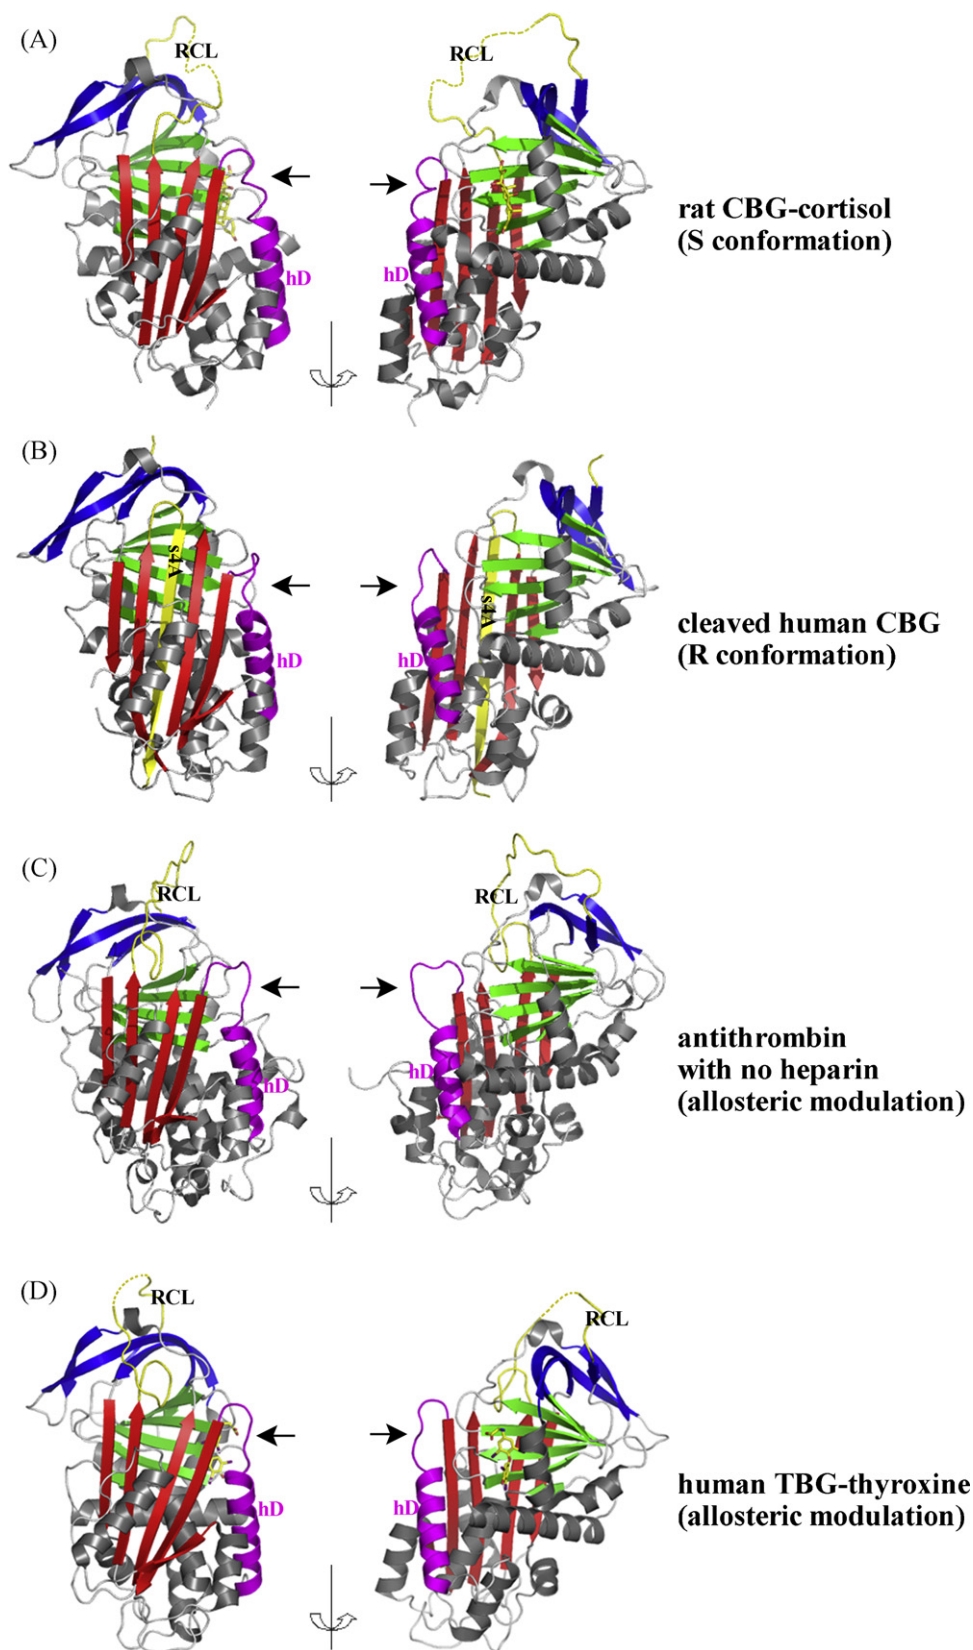 (A)
RCL
RCL
hD
hD
rat CBG-cortisol
(S conformation)
(B)
s4A
s4A
hD
hD
cleaved human CBG
(R conformation)
(C)
RCL
RCL
hD
hD
antithrombin
with no heparin
(allosteric modulation)
(D)
RCL
RCL
hD
hD
human TBG-thyroxine
(allosteric modulation)